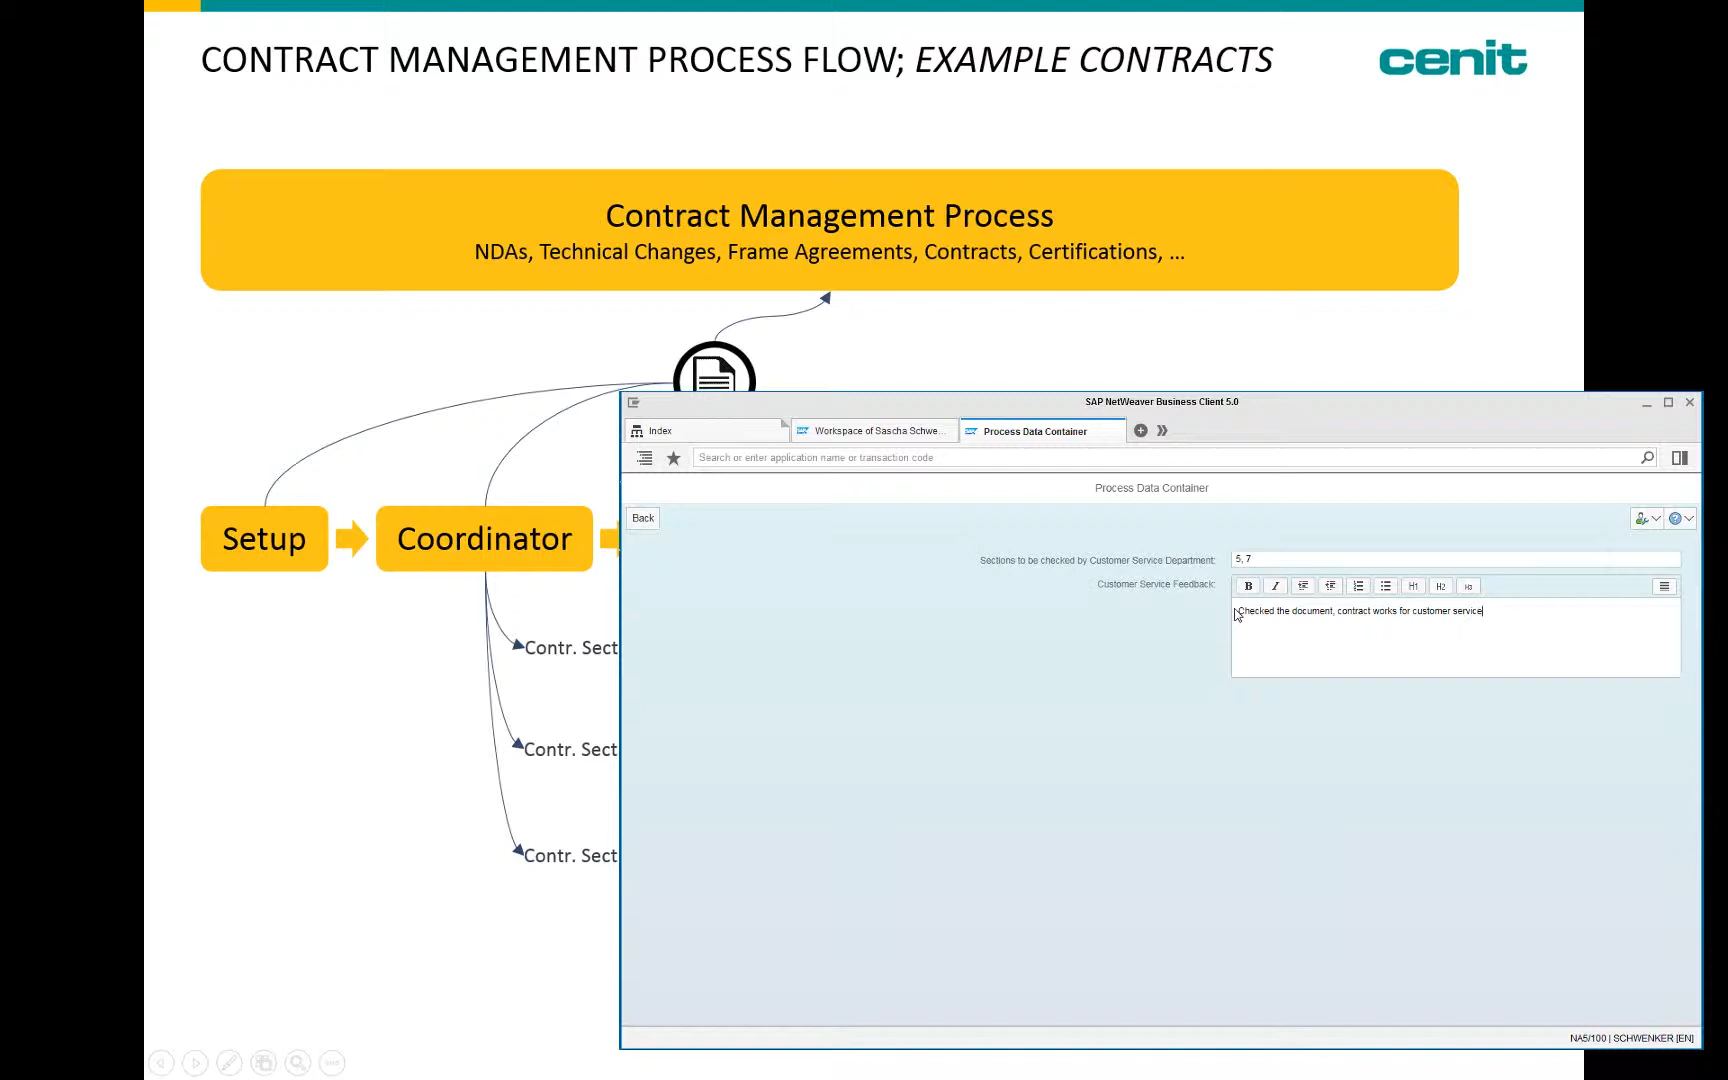 CONTRACT MANAGEMENT PROCESS FLOW; EXAMPLE CONTRACTS
cenit
Contract Management Process
NDAs, Technical Changes, Frame Agreements, Contracts, Certifications, ...
Setup
Coordinator
Contr. Sect
Contr. Sect
Contr. Sect
SAP NetWeaver Business Client 5.0
Index
Workspace of Sascha Schwe...
Process Data Container
Search or enter application name or transaction code
Process Data Container
Back
Sections to be checked by Customer Service Department: 5, 7
Customer Service Feedback:
B I H1 H2 H3
Checked the document, contract works for customer service
NA5/100 | SCHWENKER [EN]